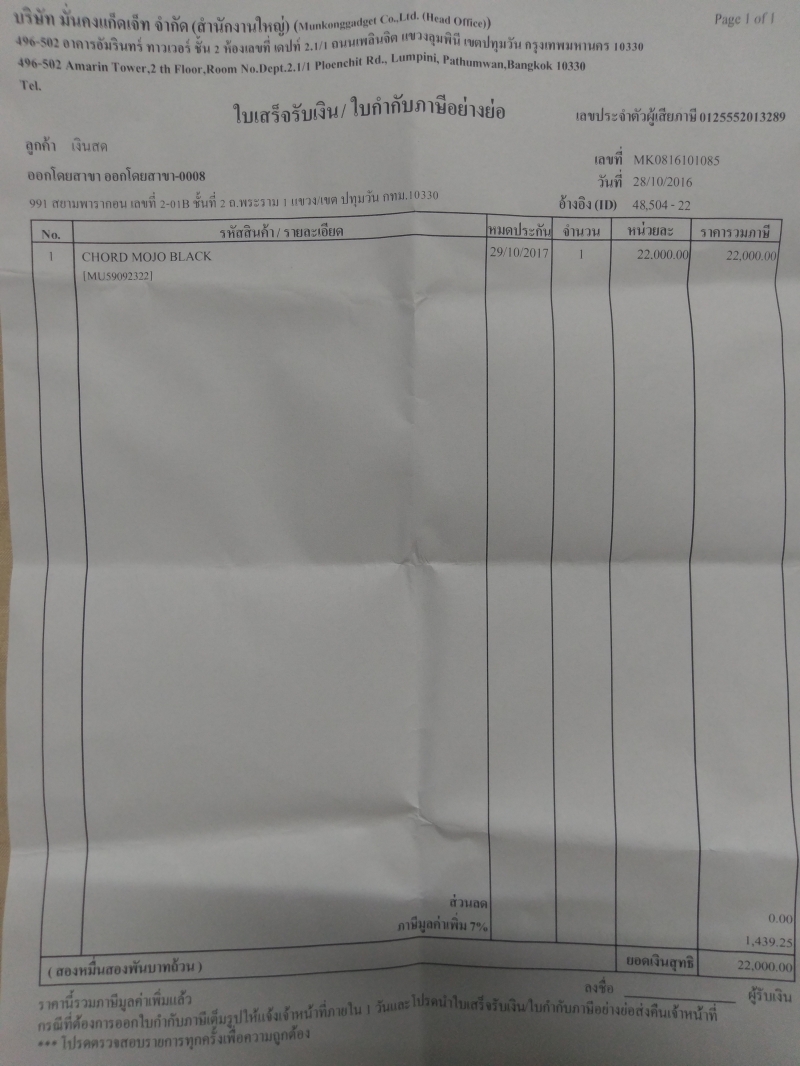 Page 1 of 1
บริษัท มั่นคงแก็ดเจ็ท จำกัด (สำนักงานใหญ่) (Munkonggadget Co.,Ltd. (Head Office))
496-502 อาคารอัมรินทร์ ทาวเวอร์ ชั้น 2 ห้องเลขที่ เดปท์ 2.1/1 ถนนเพลินจิต แขวงลุมพินี เขตปทุมวัน กรุงเทพมหานคร 10330
496-502 Amarin Tower,2 th Floor,Room No.Dept.2.1/1 Ploenchit Rd., Lumpini, Pathumwan,Bangkok 10330
Tel.
ใบเสร็จรับเงิน / ใบกำกับภาษีอย่างย่อ เลขประจำตัวผู้เสียภาษี 0125552013289
ลูกค้า เงินสด
เลขที่ MK0816101085
ออกโดยสาขา ออกโดยสาขา-0008
วันที่ 28/10/2016
991 สยามพารากอน เลขที่ 2-01B ชั้นที่ 2 ถ.พระราม 1 แขวง/เขต ปทุมวัน กทม.10330
อ้างอิง (ID) 48,504 - 22
No. รหัสสินค้า / รายละเอียด หมดประกัน จำนวน หน่วยละ ราคารวมภาษี
1 CHORD MOJO BLACK 29/10/2017 1 22,000.00 22,000.00
[MU59092322]
ส่วนลด 0.00
ภาษีมูลค่าเพิ่ม 7% 1,439.25
( สองหมื่นสองพันบาทถ้วน ) ยอดเงินสุทธิ 22,000.00
ราคานี้รวมภาษีมูลค่าเพิ่มแล้ว
ลงชื่อ ผู้รับเงิน
กรณีที่ต้องการออกใบกำกับภาษีเต็มรูปให้แจ้งเจ้าหน้าที่ภายใน 1 วันและโปรดนำใบเสร็จรับเงิน/ใบกำกับภาษีอย่างย่อส่งคืนเจ้าหน้าที่
*** โปรดตรวจสอบรายการทุกครั้งเพื่อความถูกต้อง